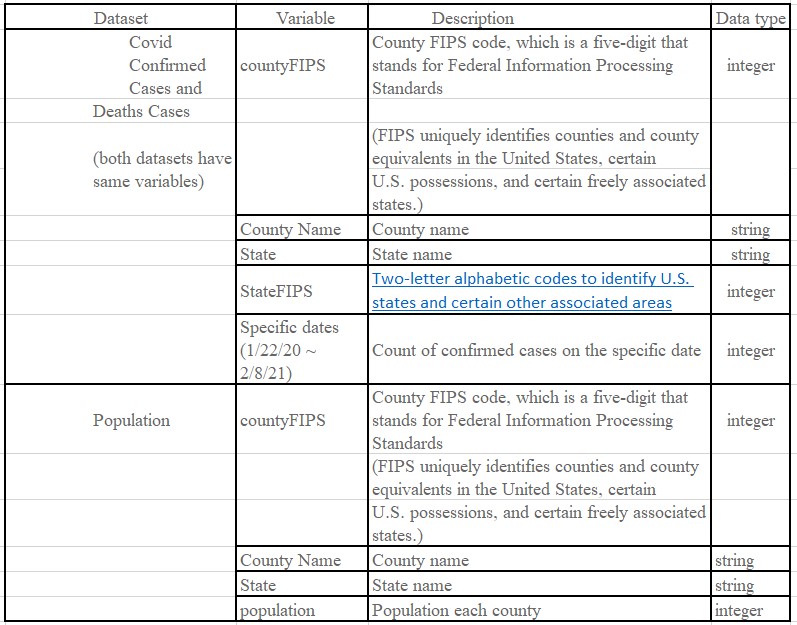 Dataset Variable Description Data type
Covid
Confirmed
Cases and
Deaths Cases
(both datasets have
same variables)
countyFIPS
County FIPS code, which is a five-digit that
stands for Federal Information Processing
Standards
integer
(FIPS uniquely identifies counties and county
equivalents in the United States, certain
U.S. possessions, and certain freely associated
states.)
County Name County name string
State State name string
StateFIPS
Two-letter alphabetic codes to identify U.S.
states and certain other associated areas
integer
Specific dates
(1/22/20 ~
2/8/21)
Count of confirmed cases on the specific date
integer
Population
countyFIPS
County FIPS code, which is a five-digit that
stands for Federal Information Processing
Standards
integer
(FIPS uniquely identifies counties and county
equivalents in the United States, certain
U.S. possessions, and certain freely associated
states.)
County Name County name string
State State name string
population Population each county integer